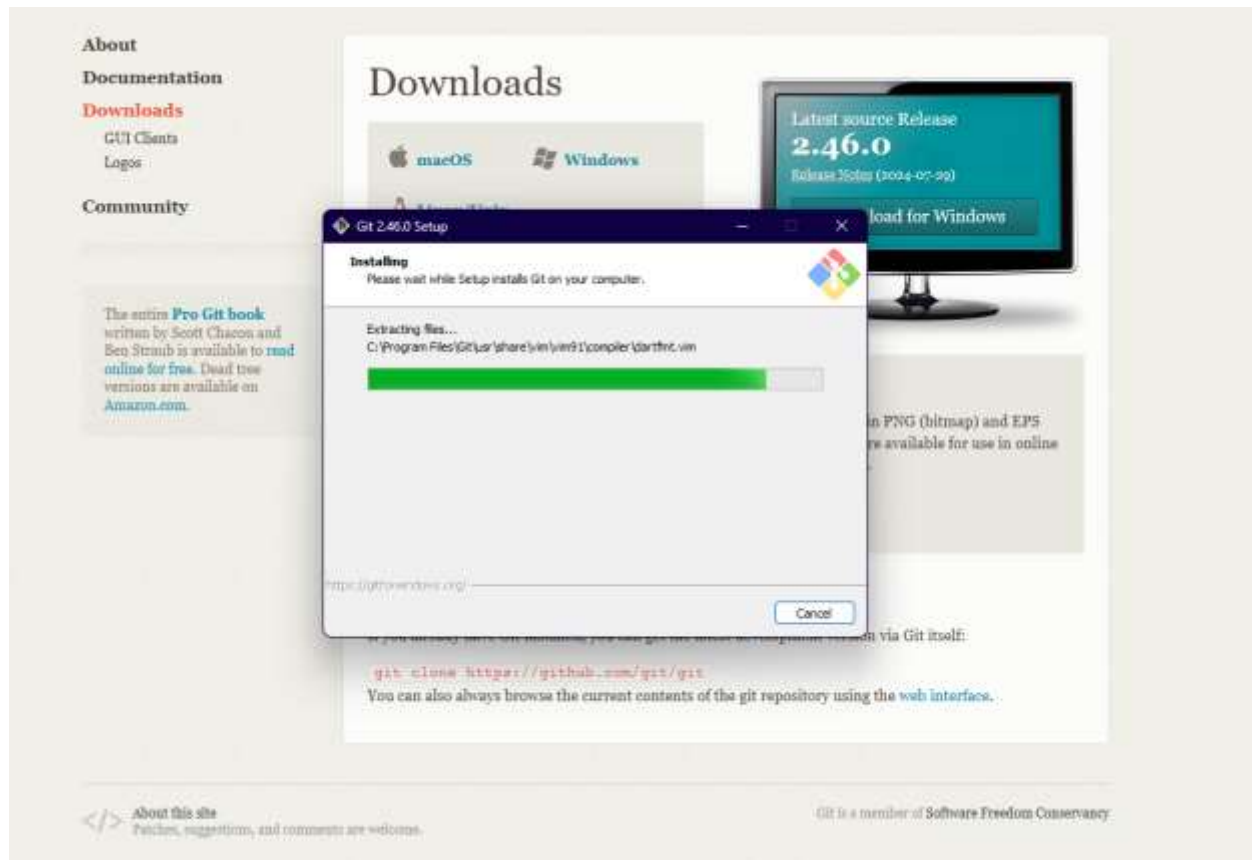 About
Documentation
Downloads
GUI Clients
Logos
Community
The entire Pro Git book
written by Scott Chacon and
Ben Straub is available to read
online for free. Dead tree
versions are available on
Amazon.com.
Downloads
macOS
Windows
Latest source Release
2.46.0
Release Notes (2024-07-29)
load for Windows
Git 2.46.0 Setup
Installing
Please wait while Setup installs Git on your computer.
Extracting files...
C:\Program Files\Git\usr\share\vim\vim91\compiler\dartfmt.vim
https://gitforwindows.org/
Cancel
in PNG (bitmap) and EPS
re available for use in online
via Git itself:
git clone https://github.com/git/git
You can also always browse the current contents of the git repository using the web interface.
About this site
Patches, suggestions, and comments are welcome.
Git is a member of Software Freedom Conservancy